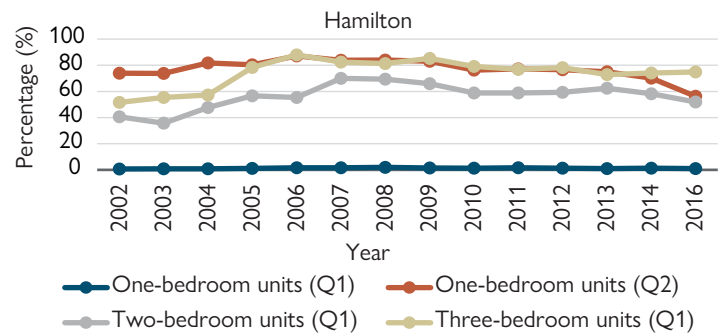 Hamilton
100
80
60
40
20
0
Percentage (%)
2002 2003 2004 2005 2006 2007 2008 2009 2010 2011 2012 2013 2014 2016
Year
One-bedroom units (Q1) One-bedroom units (Q2)
Two-bedroom units (Q1) Three-bedroom units (Q1)